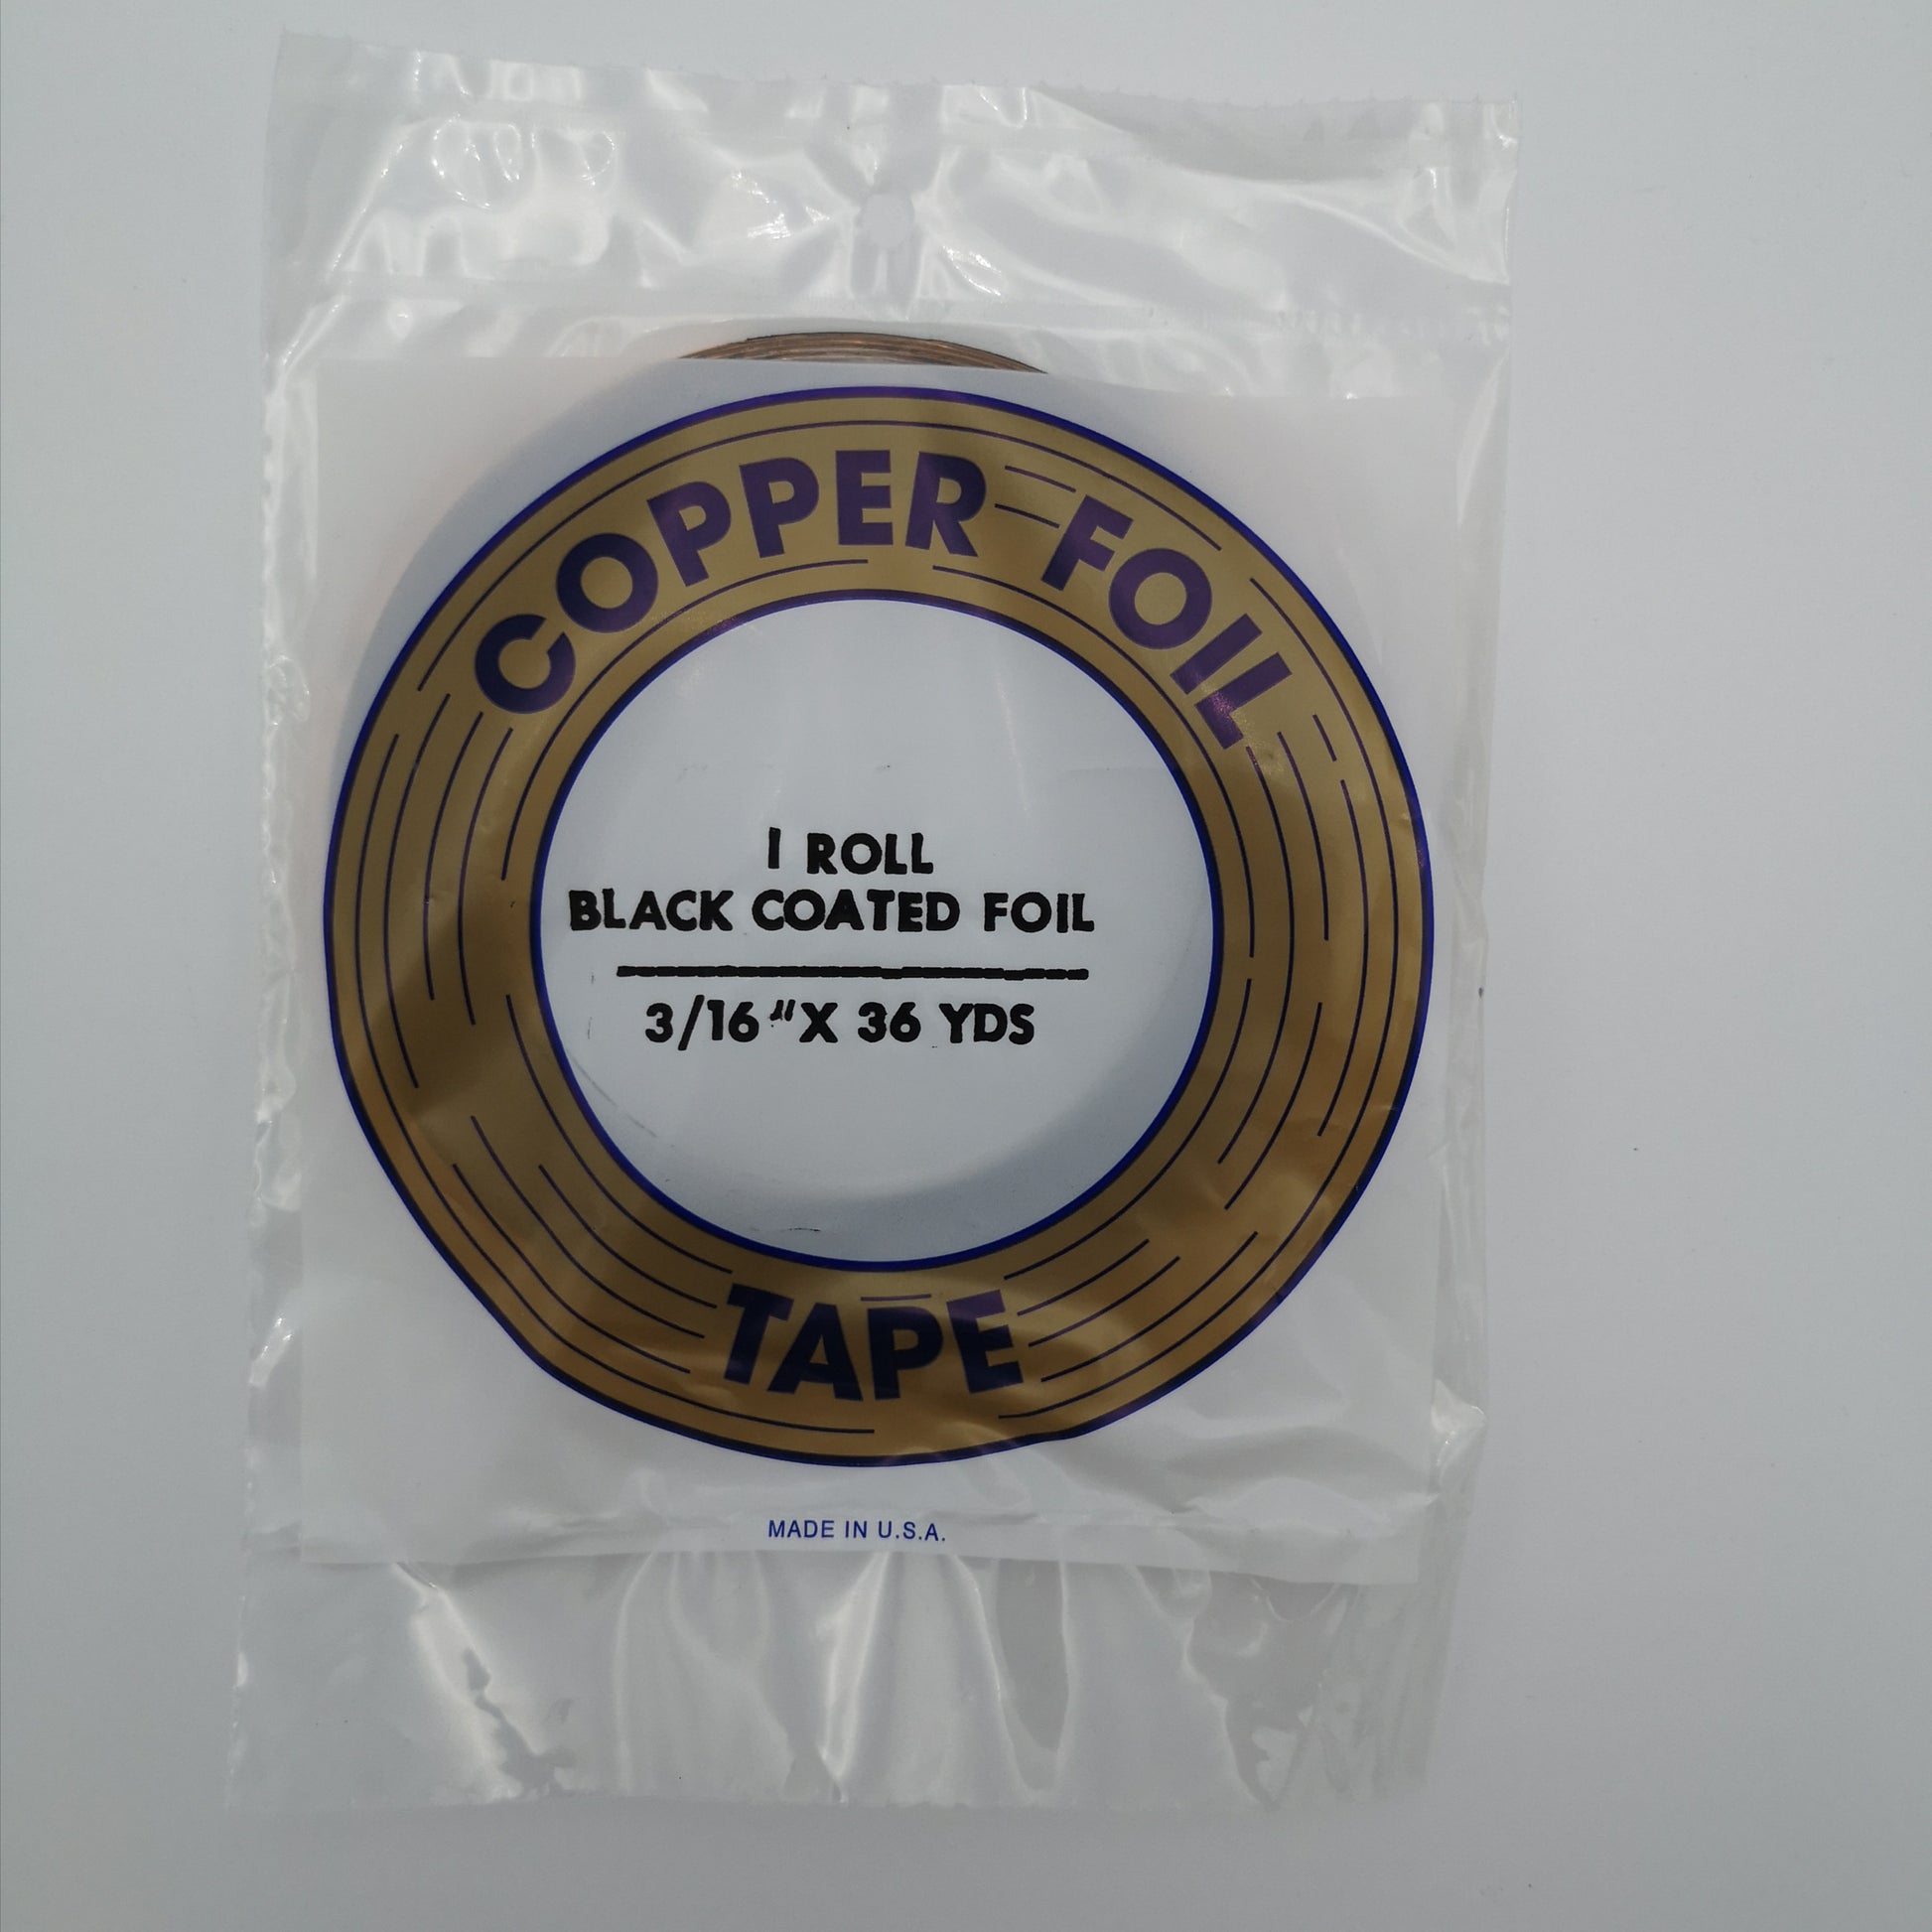 COPPER FOIL
1 ROLL
BLACK COATED FOIL
3/16"X 36 YDS
TAPE
MADE IN U.S.A.